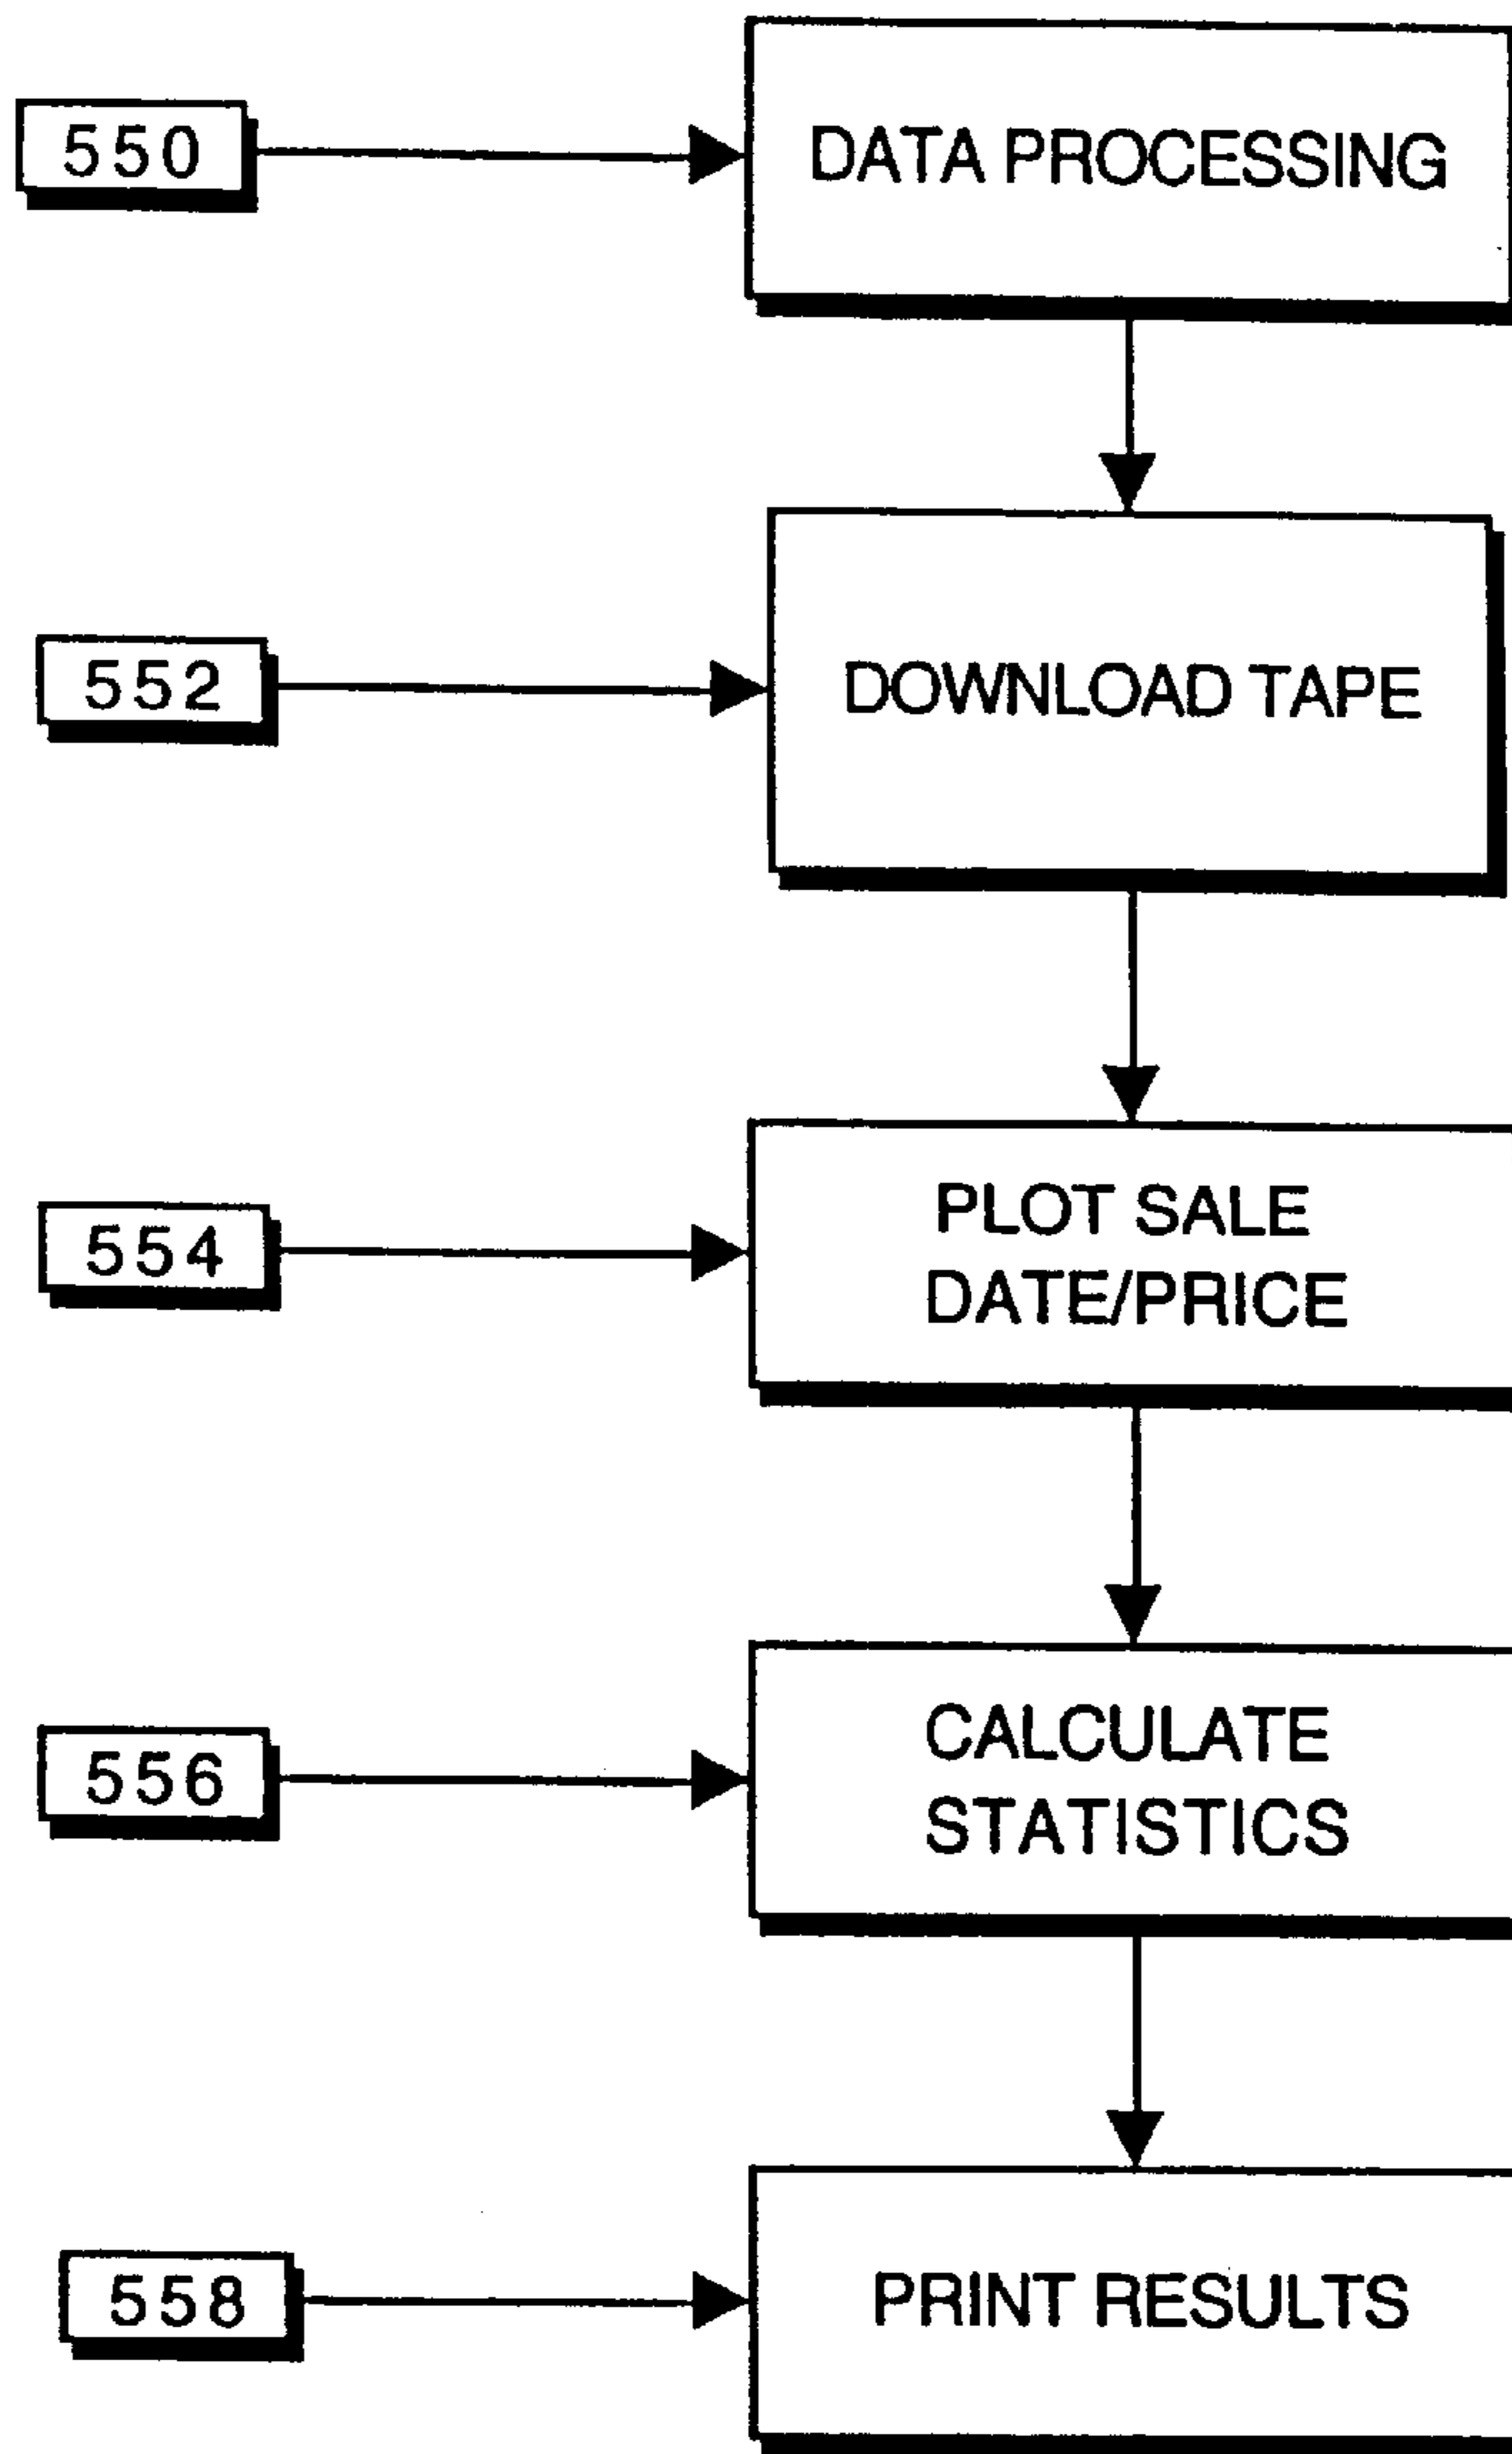 550
DATA PROCESSING
552
DOWNLOAD TAPE
554
PLOT SALE
DATE/PRICE
556
CALCULATE
STATISTICS
558
PRINT RESULTS